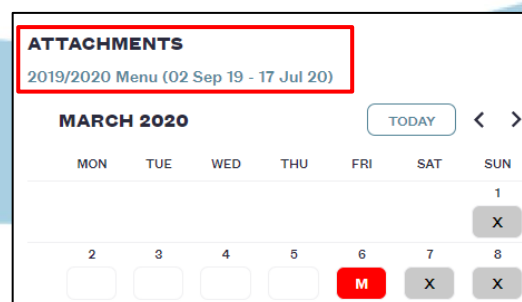 ATTACHMENTS
2019/2020 Menu (02 Sep 19 - 17 Jul 20)
MARCH 2020 TODAY < >
MON TUE WED THU FRI SAT SUN
1
X
2 3 4 5 6 7 8
M X X